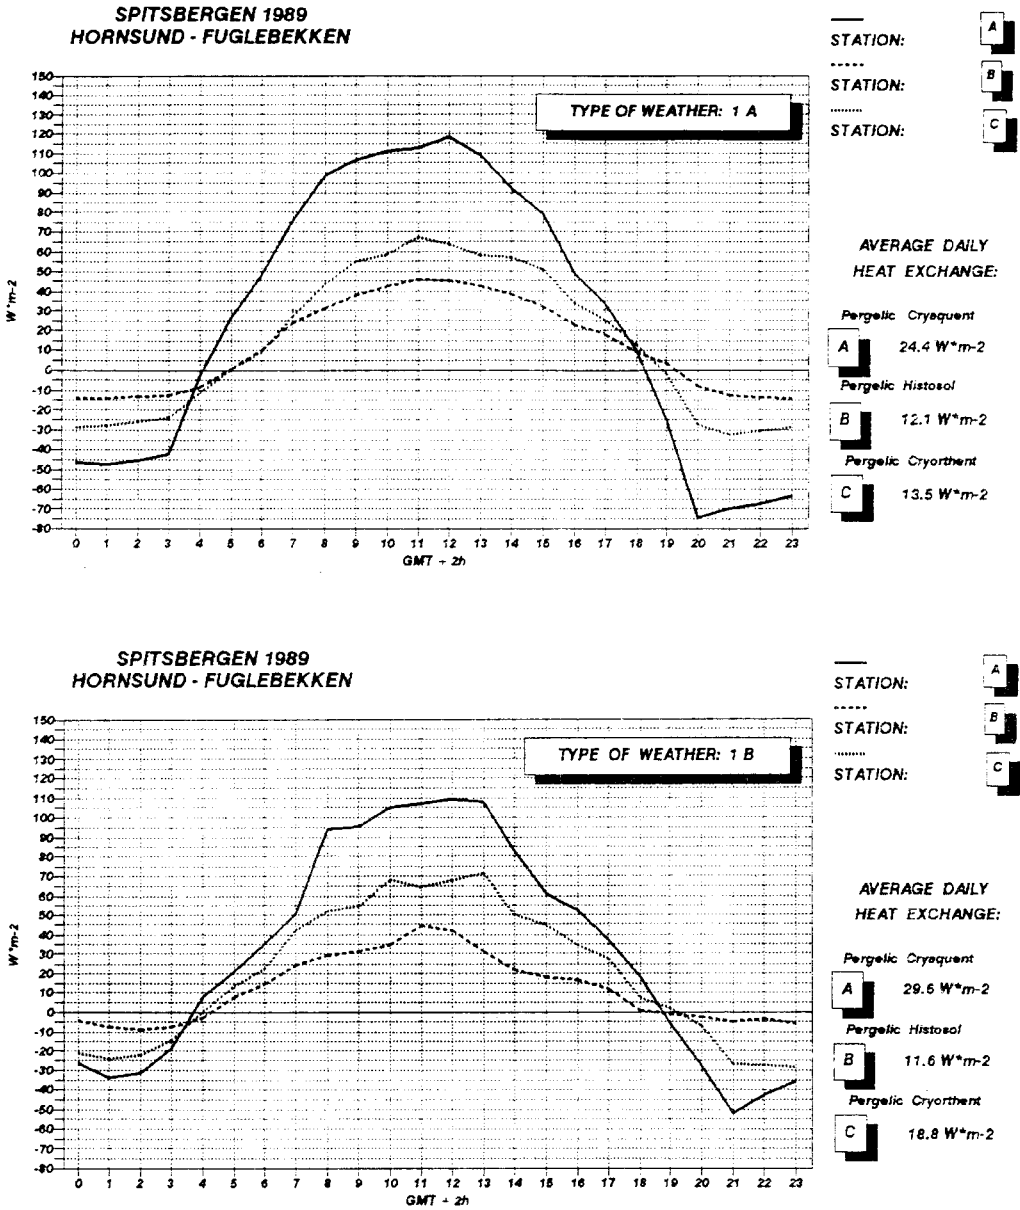 SPITSBERGEN 1989
HORNSUND - FUGLEBEKKEN
STATION: A
STATION: B
STATION: C
TYPE OF WEATHER: 1 A
150
140
130
120
110
100
90
80
70
60
50
40
30
20
10
0
-10
-20
-30
-40
-50
-60
-70
-80
W*m-2
0 1 2 3 4 5 6 7 8 9 10 11 12 13 14 15 16 17 18 19 20 21 22 23
GMT + 2h
AVERAGE DAILY
HEAT EXCHANGE:
Pergelic Cryaquent
A 24.4 W*m-2
Pergelic Histosol
B 12.1 W*m-2
Pergelic Cryorthent
C 13.5 W*m-2
SPITSBERGEN 1989
HORNSUND - FUGLEBEKKEN
STATION: A
STATION: B
STATION: C
TYPE OF WEATHER: 1 B
150
140
130
120
110
100
90
80
70
60
50
40
30
20
10
0
-10
-20
-30
-40
-50
-60
-70
-80
W*m-2
0 1 2 3 4 5 6 7 8 9 10 11 12 13 14 15 16 17 18 19 20 21 22 23
GMT + 2h
AVERAGE DAILY
HEAT EXCHANGE:
Pergelic Cryaquent
A 29.6 W*m-2
Pergelic Histosol
B 11.6 W*m-2
Pergelic Cryorthent
C 18.8 W*m-2